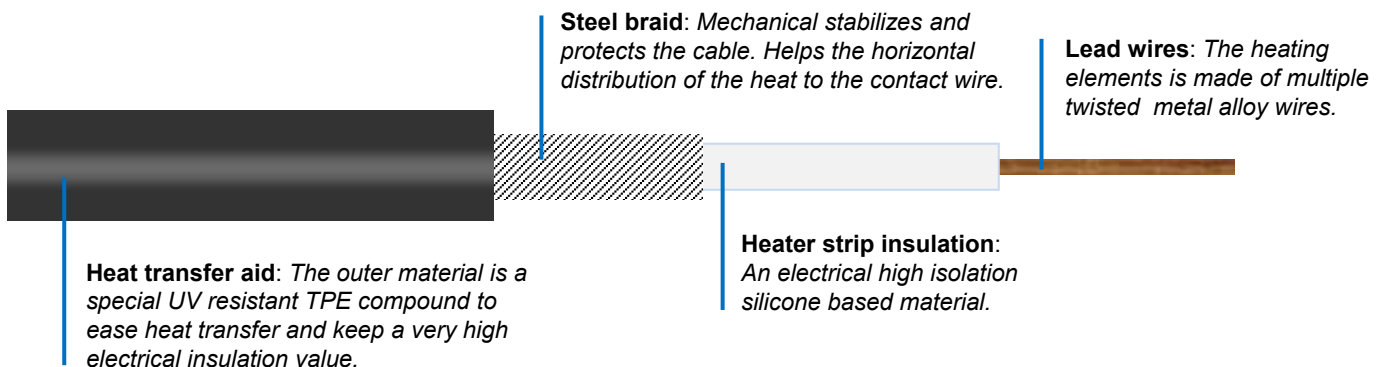 Steel braid: Mechanical stabilizes and
protects the cable. Helps the horizontal
distribution of the heat to the contact wire.
Lead wires: The heating
elements is made of multiple
twisted  metal alloy wires.
Heat transfer aid: The outer material is a
special UV resistant TPE compound to
ease heat transfer and keep a very high
electrical insulation value.
Heater strip insulation:
An electrical high isolation
silicone based material.